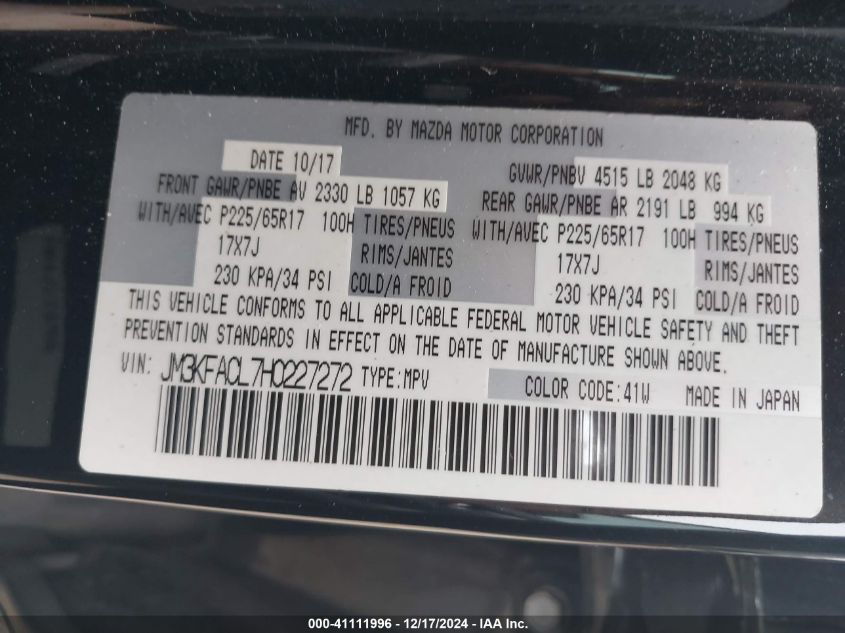 MFD. BY MAZDA MOTOR CORPORATION
DATE 10/17 GVWR/PNBV 4515 LB 2048 KG
FRONT GAWR/PNBE AV 2330 LB 1057 KG REAR GAWR/PNBE AR 2191 LB 994 KG
WITH/AVEC P225/65R17 100H TIRES/PNEUS WITH/AVEC P225/65R17 100H TIRES/PNEUS
17X7J RIMS/JANTES 17X7J RIMS/JANTES
230 KPA/34 PSI COLD/A FROID 230 KPA/34 PSI COLD/A FROID
THIS VEHICLE CONFORMS TO ALL APPLICABLE FEDERAL MOTOR VEHICLE SAFETY AND THEFT
PREVENTION STANDARDS IN EFFECT ON THE DATE OF MANUFACTURE SHOWN ABOVE.
VIN: JM3KFACL7H0227272 TYPE:MPV COLOR CODE:41W MADE IN JAPAN
000-41111996 - 12/17/2024 - IAAI.COM